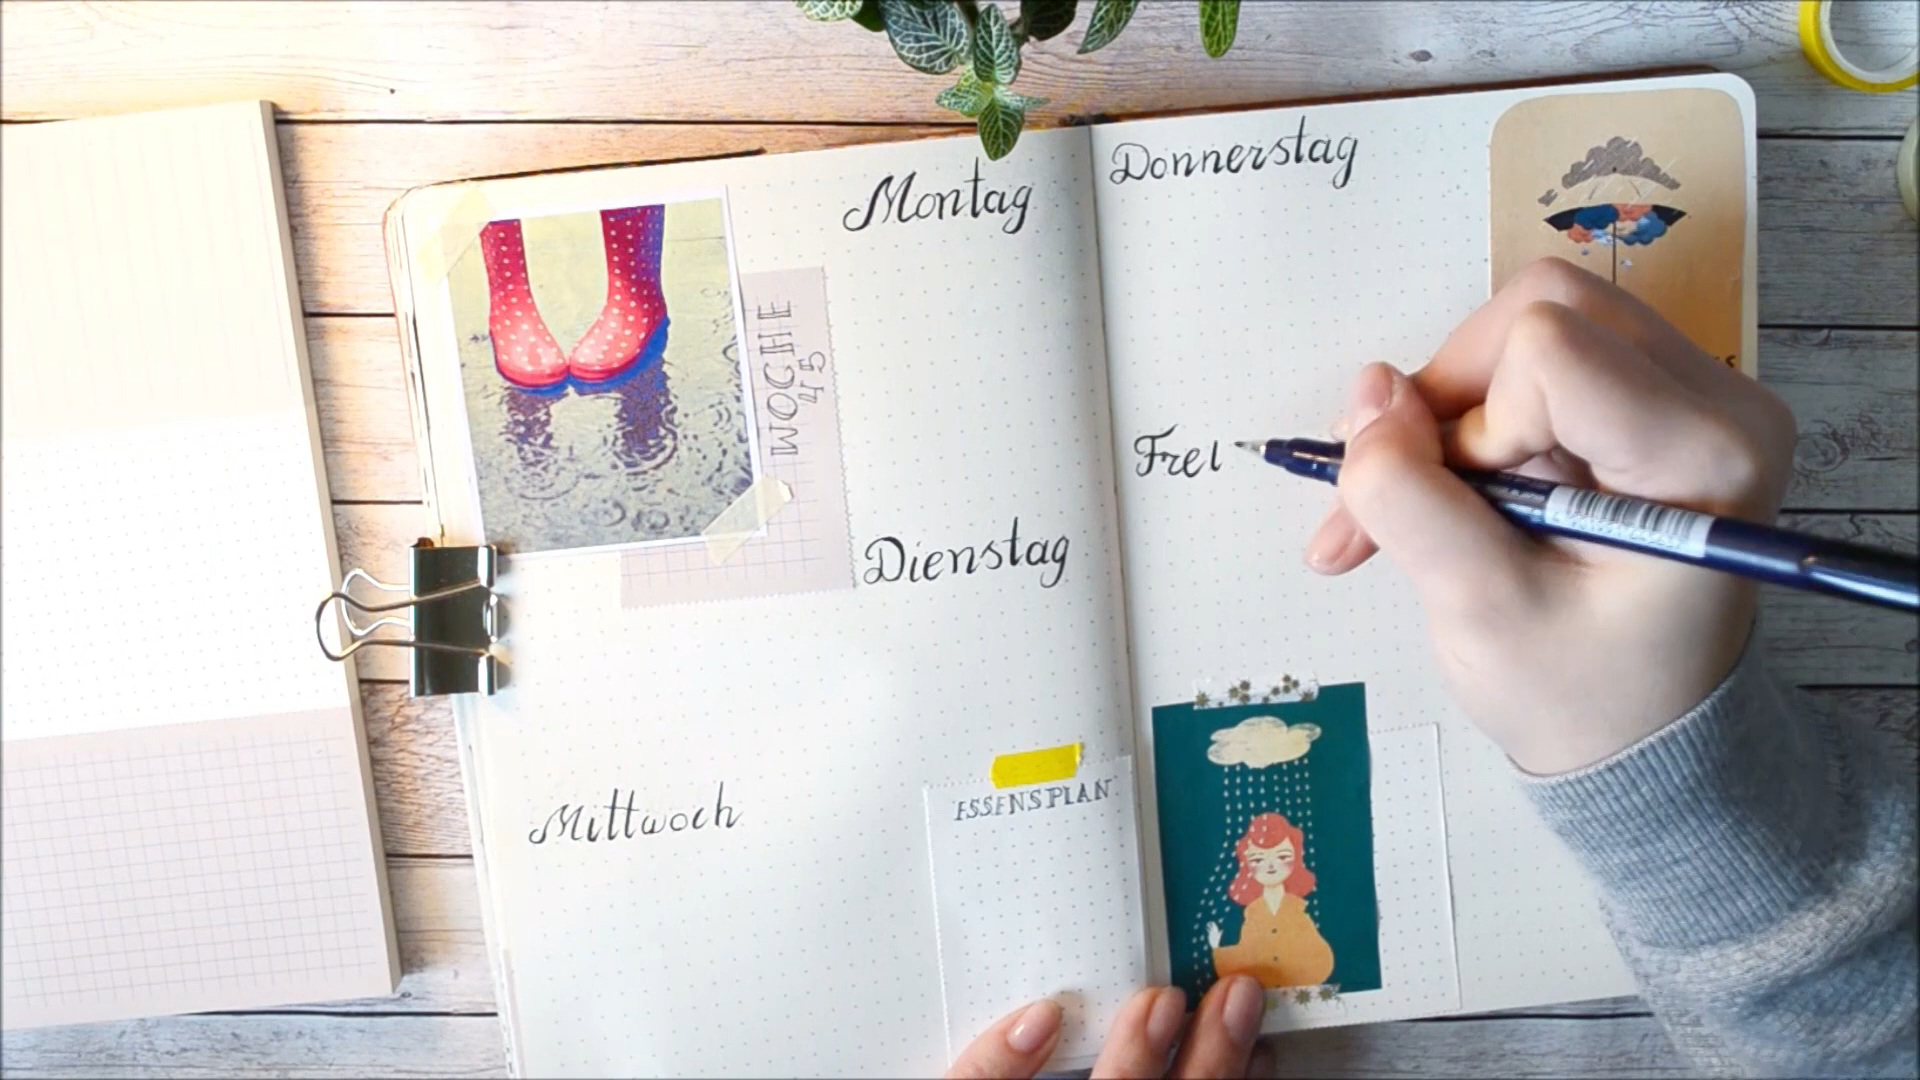 Montag
WOCHE
45
Dienstag
Mittwoch
ESSENSPLAN
Donnerstag
Frei